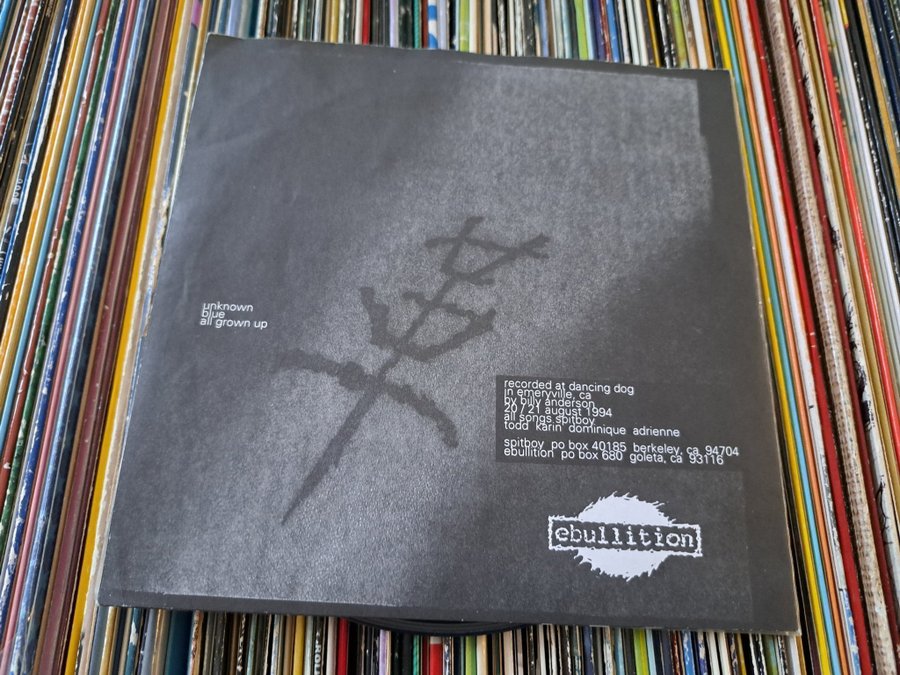 unknown
blue
all grown up
recorded at dancing dog
in emeryville, ca
by billy anderson
20/21 august 1994
all songs spitboy
todd karin dominique adrienne
spitboy po box 40185 berkeley, ca, 94704
ebullition po box 680 goleta, ca 93116
ebullition